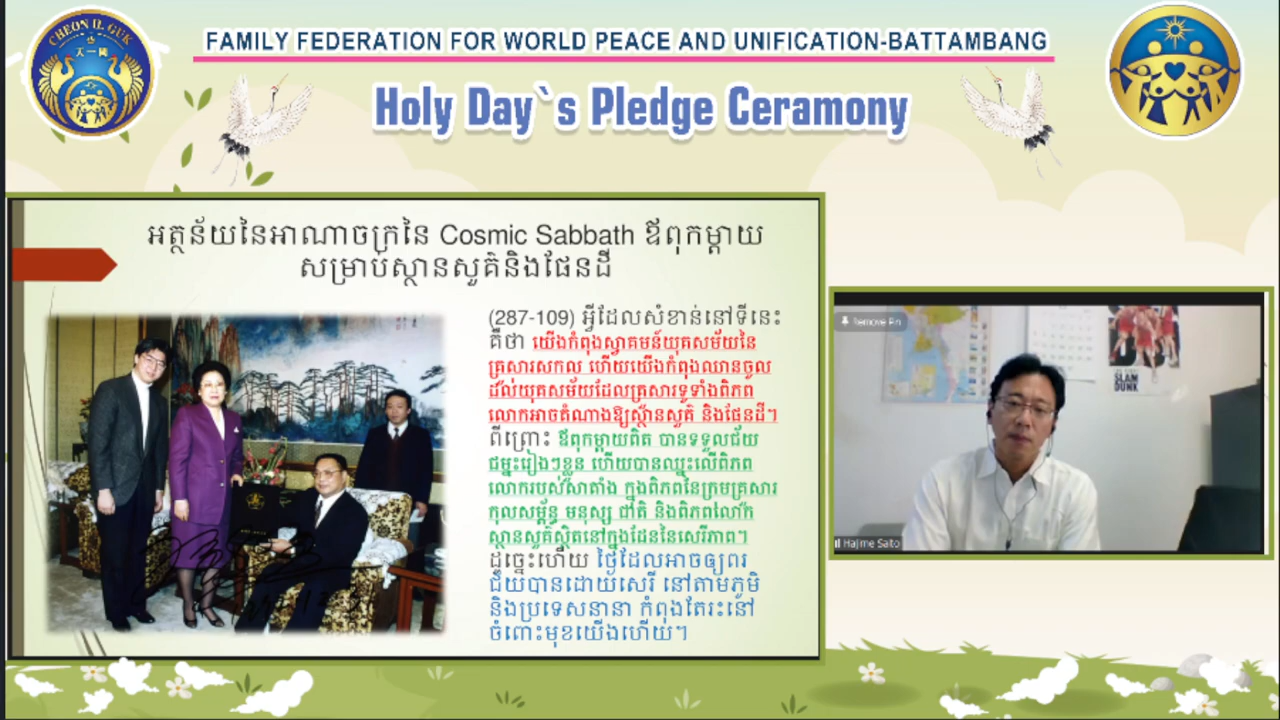 CHEON IL GUK
天一國
FAMILY FEDERATION FOR WORLD PEACE AND UNIFICATION-BATTAMBANG
Holy Day`s Pledge Ceramony
អត្ថន័យនៃអាណាចក្រនៃ Cosmic Sabbath ឪពុកម្តាយ
សម្រាប់ស្ថានសួគ៌និងផែនដី
(287-109) អ្វីដែលសំខាន់នៅទីនេះ
គឺថា យើងកំពុងស្វាគមន៍យុគសម័យនៃ
គ្រួសារសកល ហើយយើងកំពុងឈានចូល
ដល់យុគសម័យដែលគ្រួសារទូទាំងពិភព
លោកអាចតំណាងឱ្យស្ថានសួគ៌ និងផែនដី។
ពីព្រោះ ឪពុកម្តាយពិត បានទទួលជ័យ
ជម្នះរៀងៗខ្លួន ហើយបានឈ្នះលើពិភព
លោករបស់សាតាំង ក្នុងពិភពនៃក្រុមគ្រួសារ
កុលសម្ព័ន្ធ មនុស្ស ជាតិ និងពិភពលោក
ស្ថានសួគ៌ស្ថិតនៅក្នុងដែននៃសេរីភាព។
ដូច្នេះហើយ ថ្ងៃដែលអាចឲ្យពរ
ជ័យបានដោយសេរី នៅតាមភូមិ
និងប្រទេសនានា កំពុងតែរះនៅ
ចំពោះមុខយើងហើយ។
Remove Pin
SLAM
DUNK
Hajime Saito